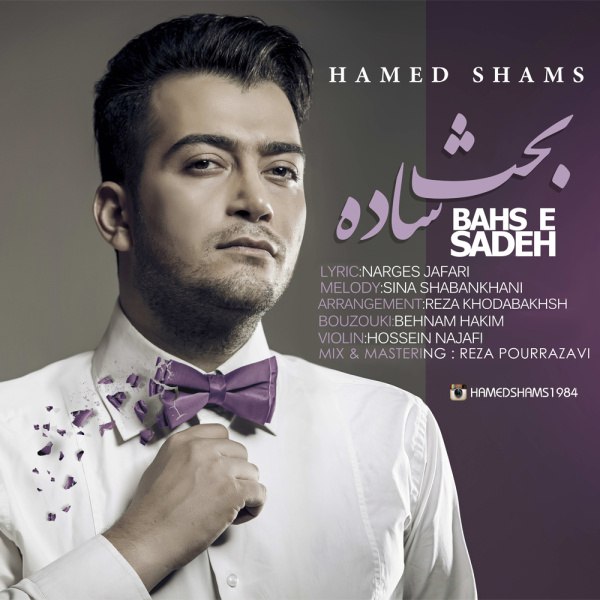 HAMED SHAMS
بحث
ساده
BAHS E
SADEH
LYRIC:NARGES JAFARI
MELODY:SINA SHABANKHANI
ARRANGEMENT:REZA KHODABAKHSH
BOUZOUKI:BEHNAM HAKIM
VIOLIN:HOSSEIN NAJAFI
MIX & MASTERING : REZA POURRAZAVI
HAMEDSHAMS1984